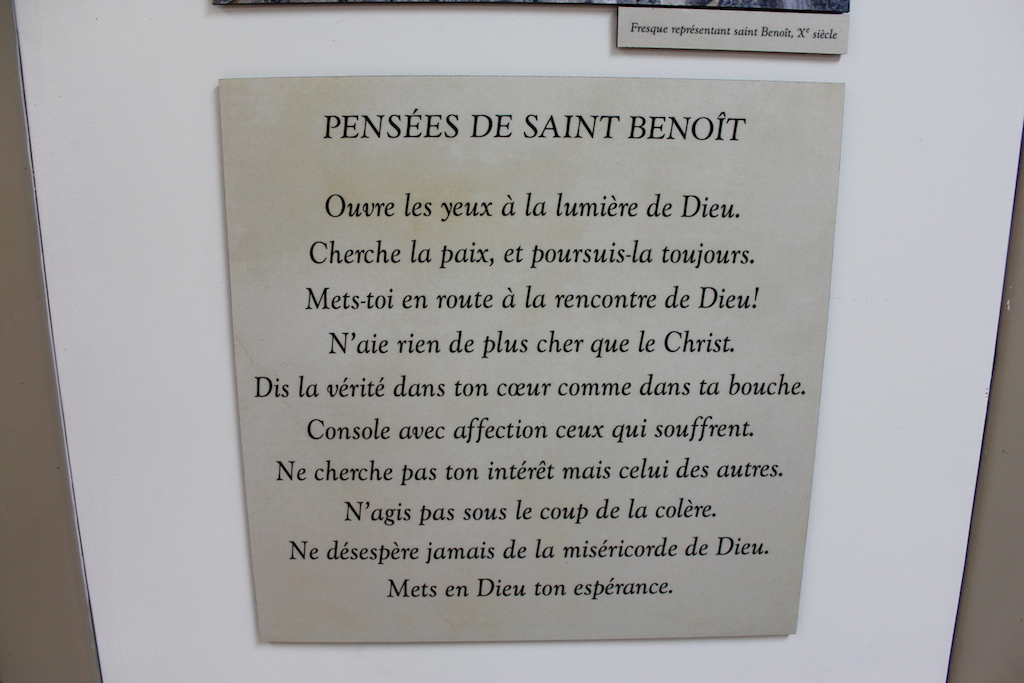 Fresque représentant saint Benoît, Xe siècle
PENSÉES DE SAINT BENOÎT
Ouvre les yeux à la lumière de Dieu.
Cherche la paix, et poursuis-la toujours.
Mets-toi en route à la rencontre de Dieu!
N'aie rien de plus cher que le Christ.
Dis la vérité dans ton cœur comme dans ta bouche.
Console avec affection ceux qui souffrent.
Ne cherche pas ton intérêt mais celui des autres.
N'agis pas sous le coup de la colère.
Ne désespère jamais de la miséricorde de Dieu.
Mets en Dieu ton espérance.